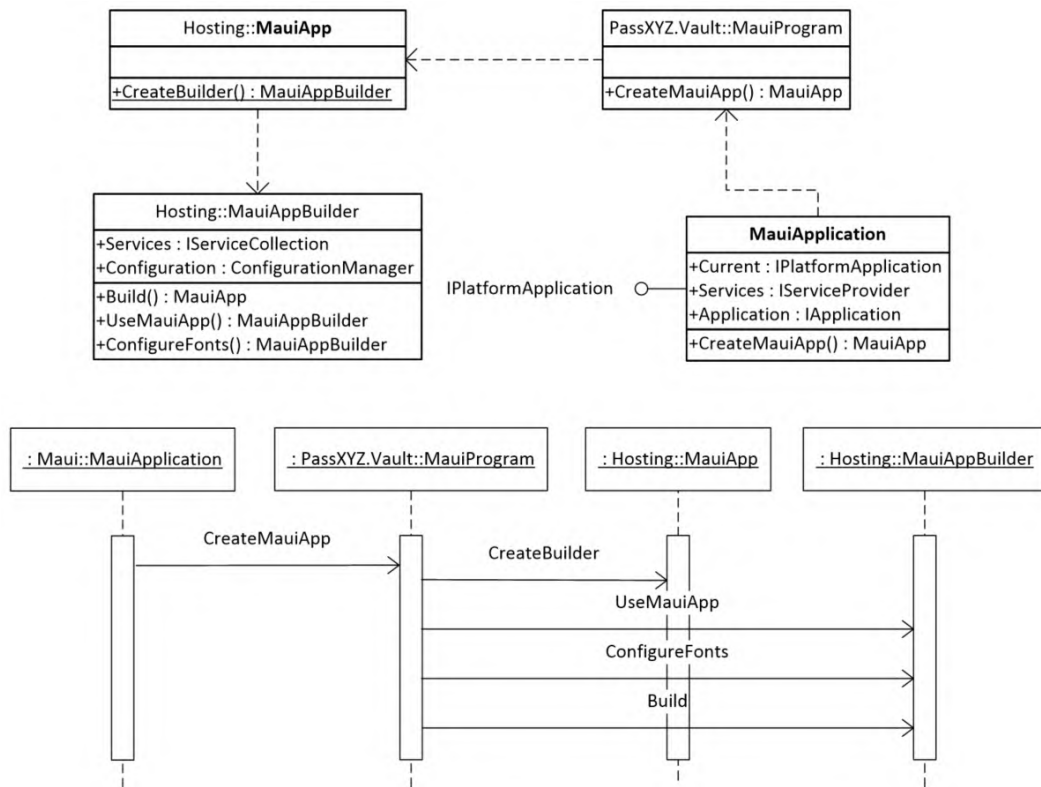 Hosting::MauiApp
+CreateBuilder() : MauiAppBuilder
PassXYZ.Vault::MauiProgram
+CreateMauiApp() : MauiApp
Hosting::MauiAppBuilder
+Services : IServiceCollection
+Configuration : ConfigurationManager
+Build() : MauiApp
+UseMauiApp() : MauiAppBuilder
+ConfigureFonts() : MauiAppBuilder
IPlatformApplication
MauiApplication
+Current : IPlatformApplication
+Services : IServiceProvider
+Application : IApplication
+CreateMauiApp() : MauiApp
: Maui::MauiApplication
: PassXYZ.Vault::MauiProgram
: Hosting::MauiApp
: Hosting::MauiAppBuilder
CreateMauiApp
CreateBuilder
UseMauiApp
ConfigureFonts
Build